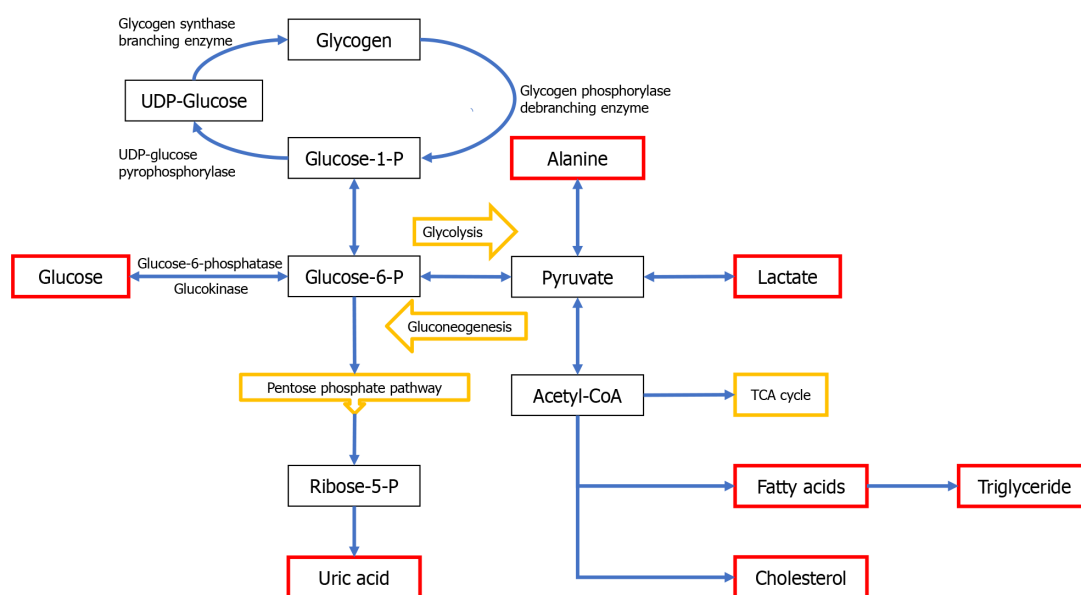 Glycogen synthase
branching enzyme
Glycogen
UDP-Glucose
Glycogen phosphorylase
debranching enzyme
UDP-glucose
pyrophosphorylase
Glucose-1-P
Alanine
Glycolysis
Glucose
Glucose-6-phosphatase
Glucokinase
Glucose-6-P
Pyruvate
Lactate
Gluconeogenesis
Pentose phosphate pathway
Acetyl-CoA
TCA cycle
Ribose-5-P
Fatty acids
Triglyceride
Uric acid
Cholesterol